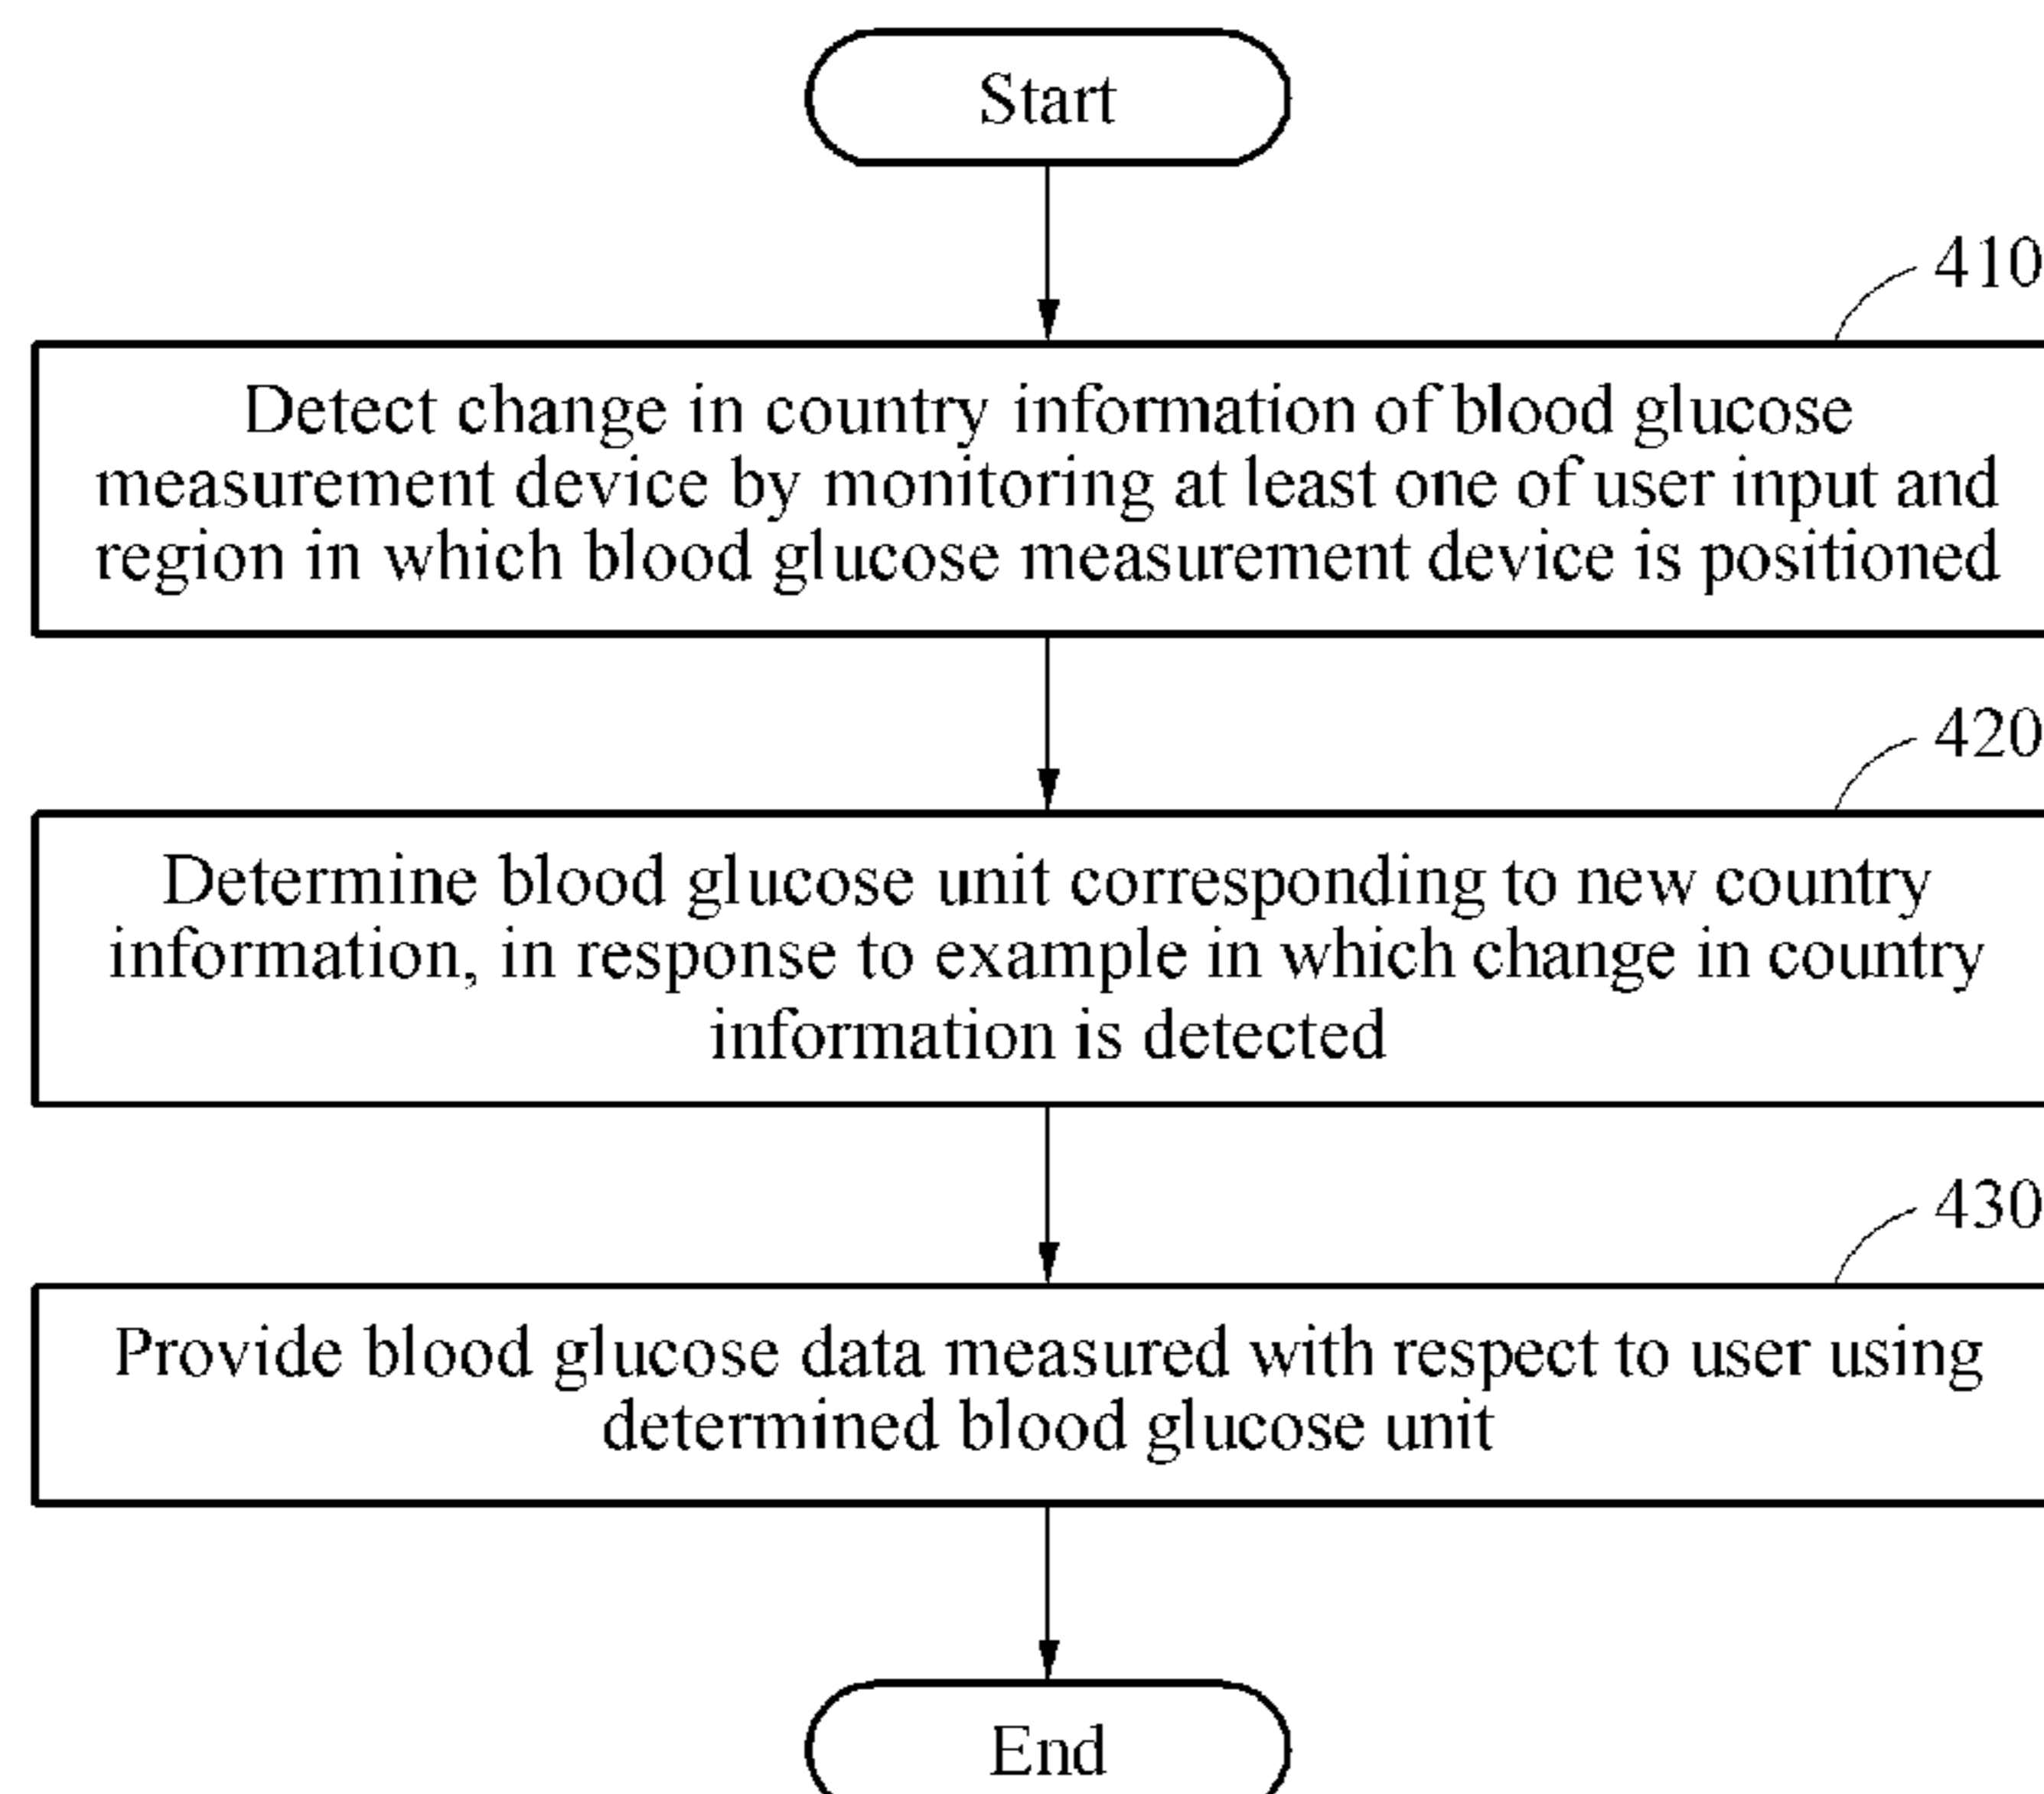 Start
410
Detect change in country information of blood glucose
measurement device by monitoring at least one of user input and
region in which blood glucose measurement device is positioned
420
Determine blood glucose unit corresponding to new country
information, in response to example in which change in country
information is detected
430
Provide blood glucose data measured with respect to user using
determined blood glucose unit
End